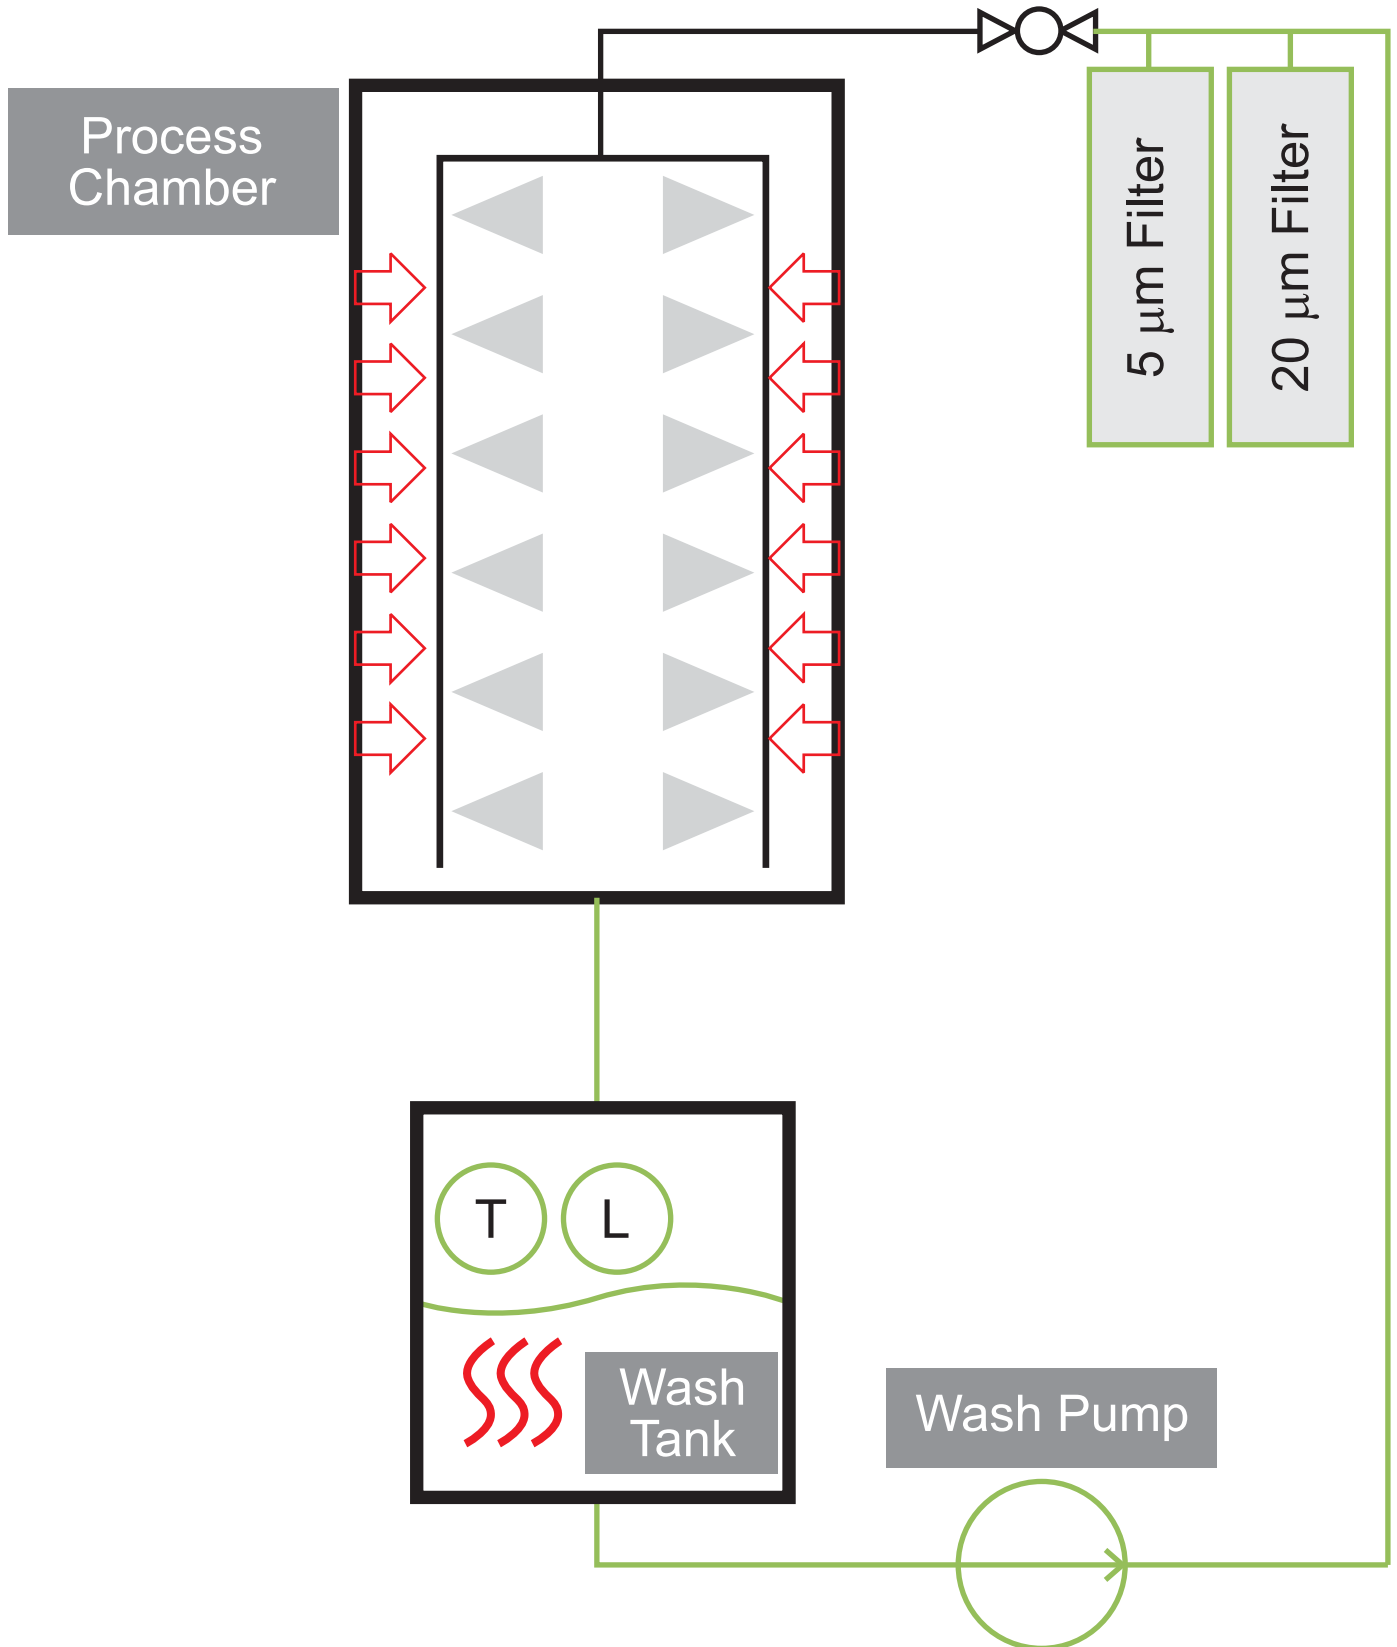 Process
Chamber
5 μm Filter
20 μm Filter
T
L
Wash
Tank
Wash Pump